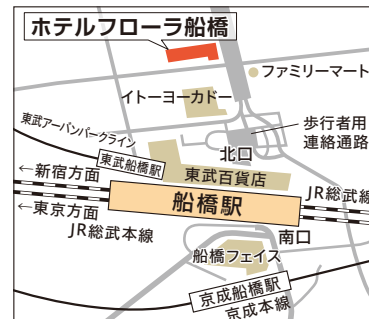 ホテルフローラ船橋
ファミリーマート
イトーヨーカドー
東武アーバンパークライン
歩行者用
連絡通路
北口
東武船橋駅
東武百貨店
←新宿方面
船橋駅
JR総武線
←東京方面
JR総武本線
南口
船橋フェイス
京成船橋駅
京成本線